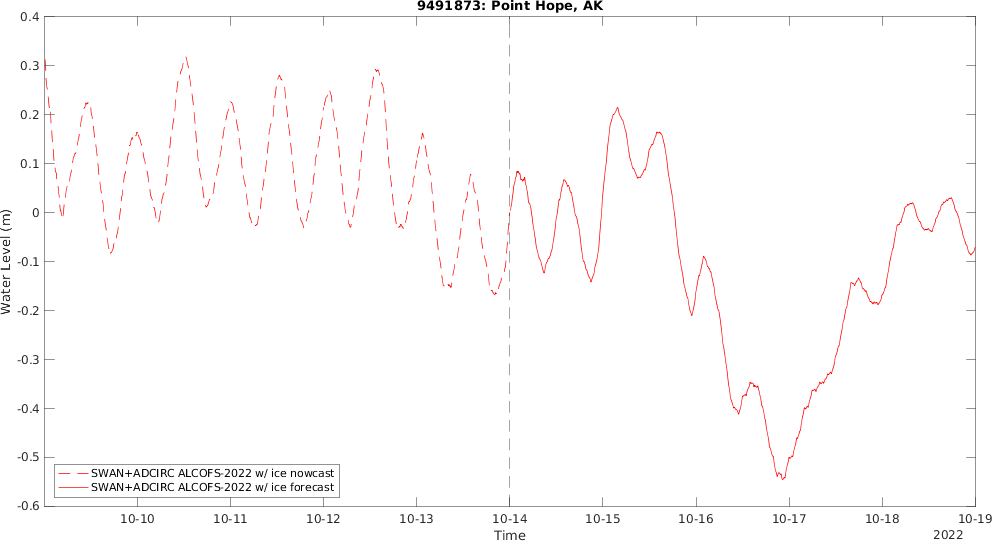 9491873: Point Hope, AK
0.4
0.3
0.2
0.1
0
-0.1
-0.2
-0.3
-0.4
-0.5
-0.6
Water Level (m)
SWAN+ADCIRC ALCOFS-2022 w/ ice nowcast
SWAN+ADCIRC ALCOFS-2022 w/ ice forecast
10-10 10-11 10-12 10-13 10-14 10-15 10-16 10-17 10-18 10-19
Time
2022